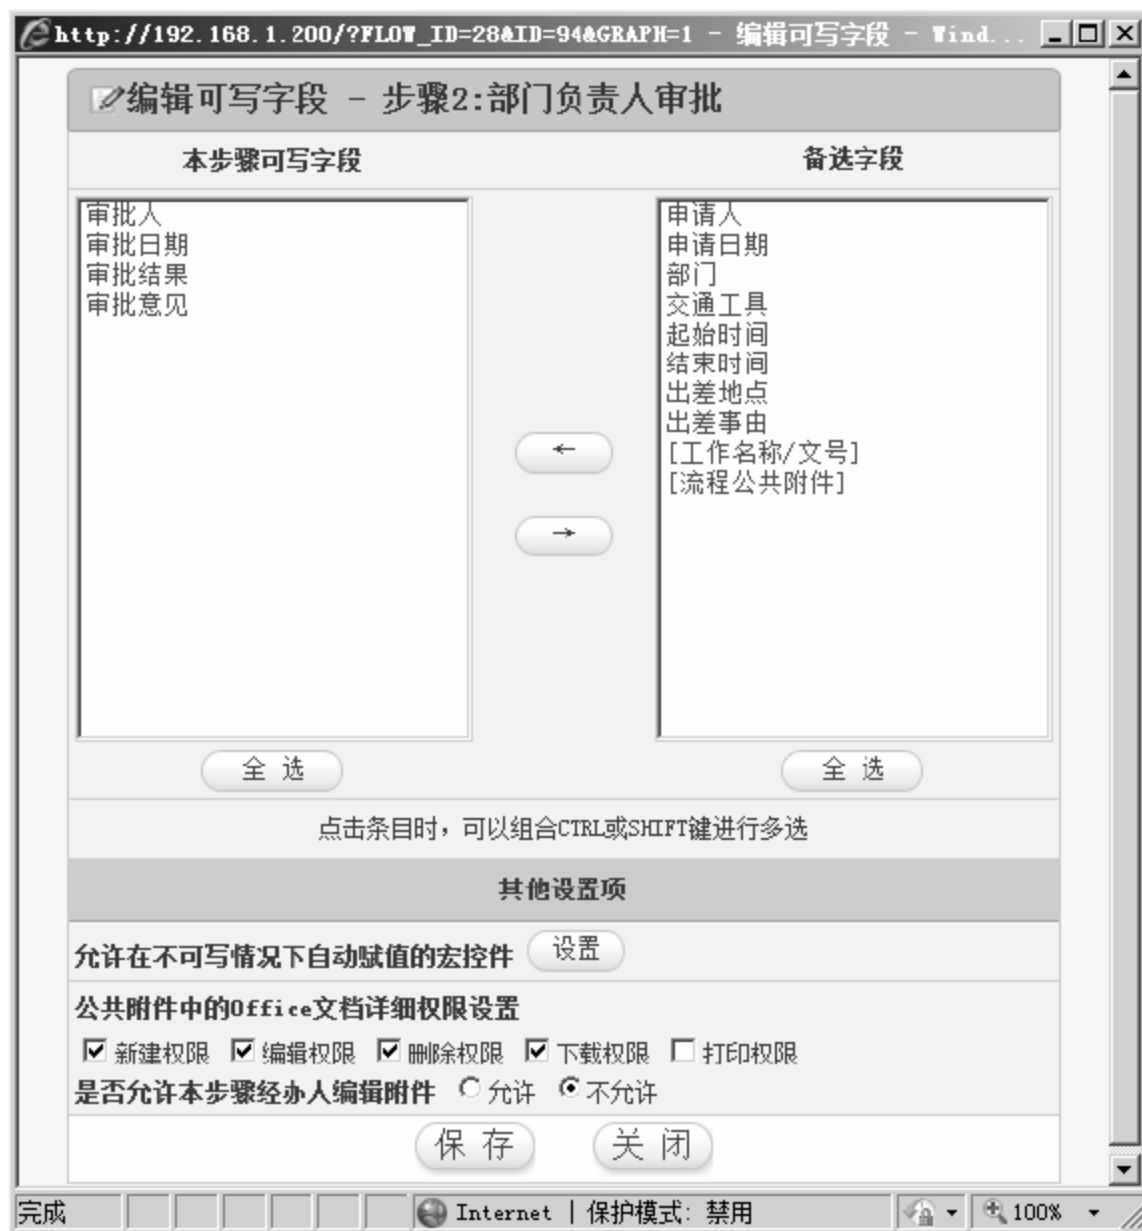 http://192.168.1.200/?FLOW_ID=28&ID=94&GRAPH=1 - 编辑可写字段 - Wind...
编辑可写字段 - 步骤2:部门负责人审批
本步骤可写字段 备选字段
审批人
审批日期
审批结果
审批意见
申请人
申请日期
部门
交通工具
起始时间
结束时间
出差地点
出差事由
[工作名称/文号]
[流程公共附件]
←
→
全 选 全 选
点击条目时，可以组合CTRL或SHIFT键进行多选
其他设置项
允许在不可写情况下自动赋值的宏控件 设置
公共附件中的Office文档详细权限设置
新建权限 编辑权限 删除权限 下载权限 打印权限
是否允许本步骤经办人编辑附件 允许 不允许
保 存 关 闭
完成 Internet | 保护模式: 禁用 100%